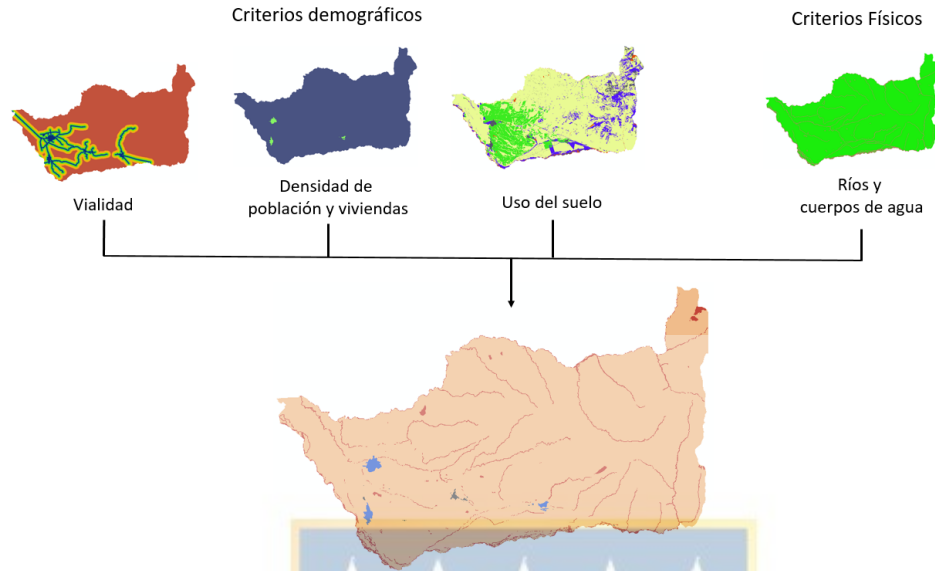 Criterios demográficos
Criterios Físicos
Vialidad
Densidad de
población y viviendas
Uso del suelo
Ríos y
cuerpos de agua